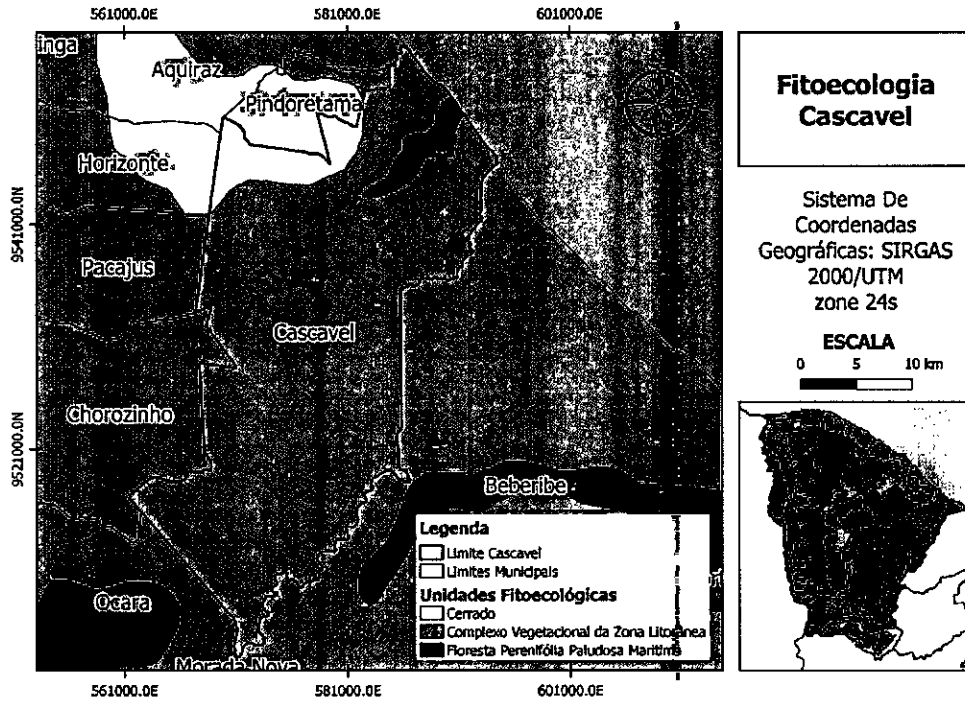 561000.0E 581000.0E 601000.0E
inga
Aquiraz
Pindoretama
Horizonte
9541000.0N
Pacajus
Cascavel
Chorozinho
9521000.0N
Beberibe
Ocara
Morada Nova
Legenda
Limite Cascavel
Limites Municipais
Unidades Fitoecológicas
Cerrado
Complexo Vegetacional da Zona Litorânea
Floresta Perenifólia Paludosa Marítima
561000.0E 581000.0E 601000.0E
Fitoecologia
Cascavel
Sistema De
Coordenadas
Geográficas: SIRGAS
2000/UTM
zone 24s
ESCALA
0 5 10 km